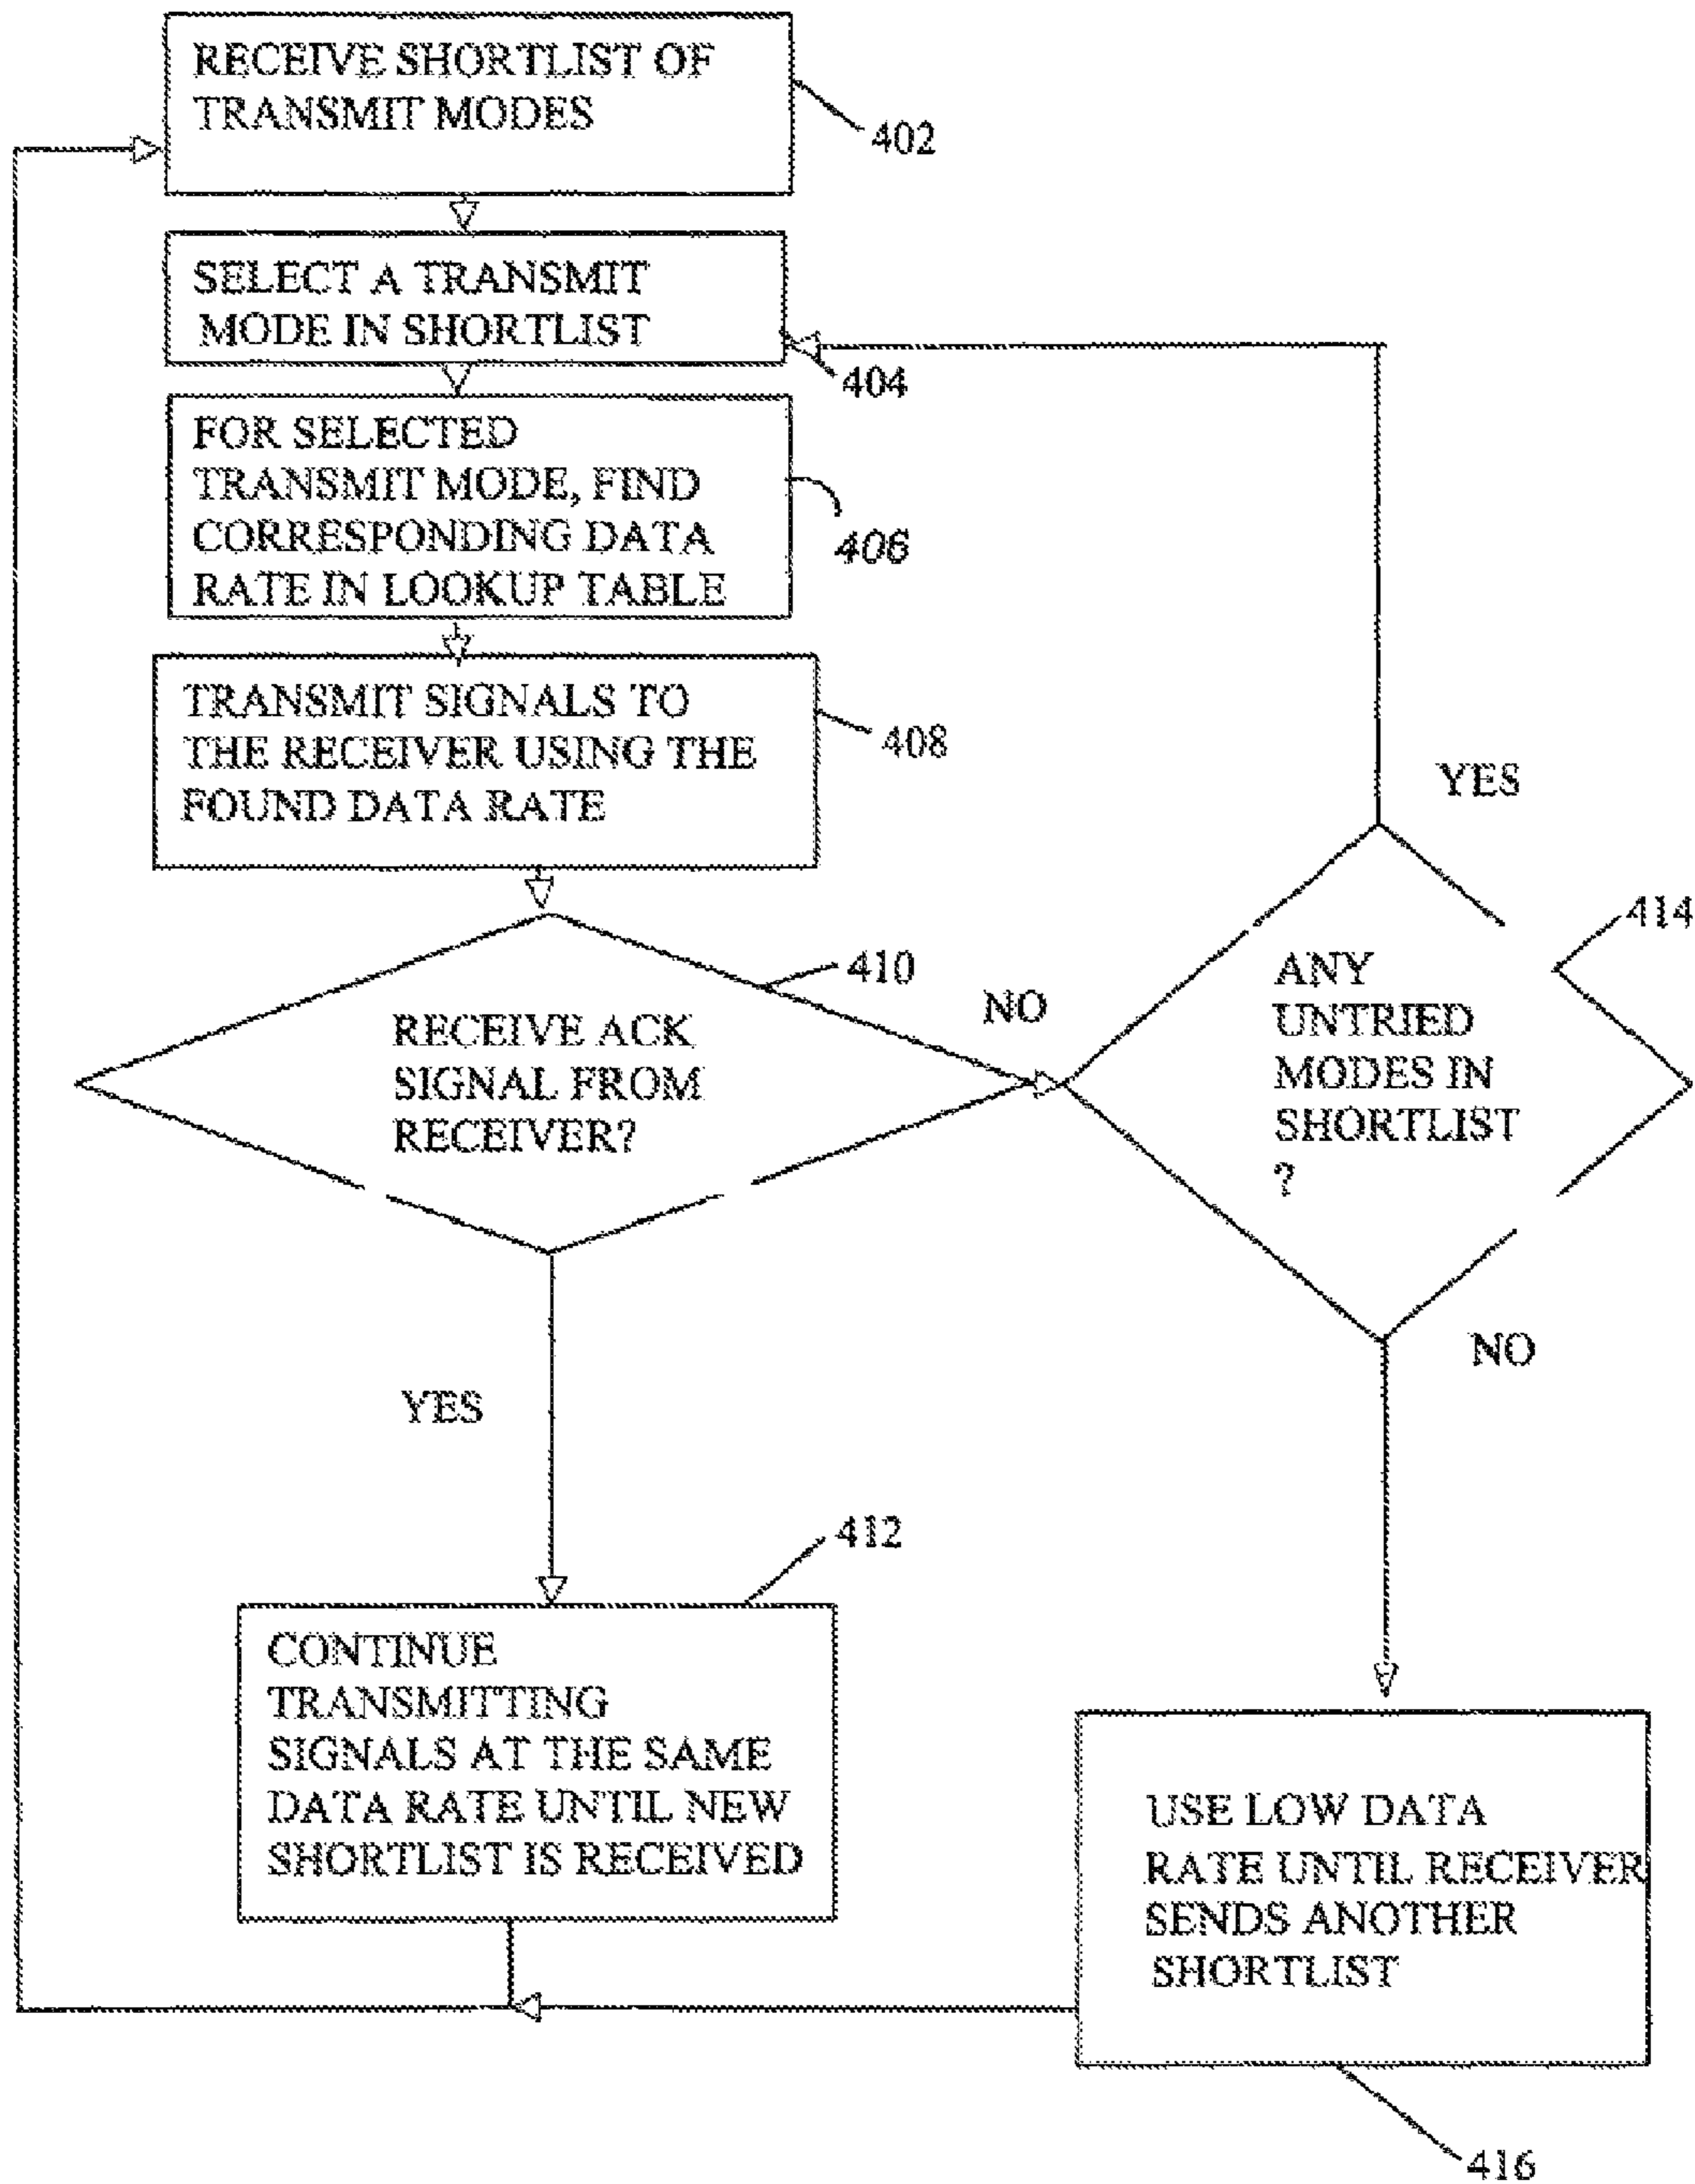 RECEIVE SHORTLIST OF
TRANSMIT MODES
402
SELECT A TRANSMIT
MODE IN SHORTLIST
404
FOR SELECTED
TRANSMIT MODE, FIND
CORRESPONDING DATA
RATE IN LOOKUP TABLE
406
TRANSMIT SIGNALS TO
THE RECEIVER USING THE
FOUND DATA RATE
408
RECEIVE ACK
SIGNAL FROM
RECEIVER?
410
NO
YES
ANY
UNTRIED
MODES IN
SHORTLIST
?
414
YES
NO
CONTINUE
TRANSMITTING
SIGNALS AT THE SAME
DATA RATE UNTIL NEW
SHORTLIST IS RECEIVED
412
USE LOW DATA
RATE UNTIL RECEIVER
SENDS ANOTHER
SHORTLIST
416